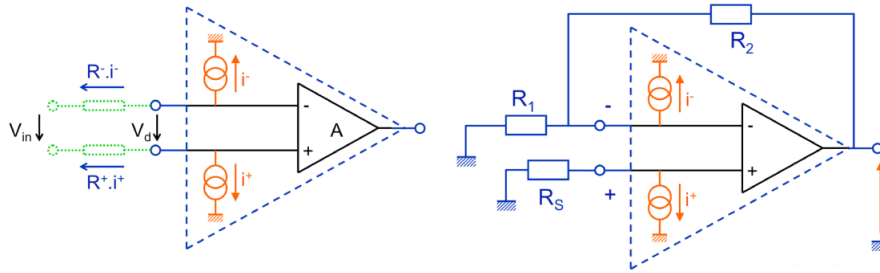 R⁻.i⁻
i⁻
V_in
V_d
-
A
+
R⁺.i⁺
i⁺
R₂
i⁻
R₁
-
-
+
R_S
+
i⁺